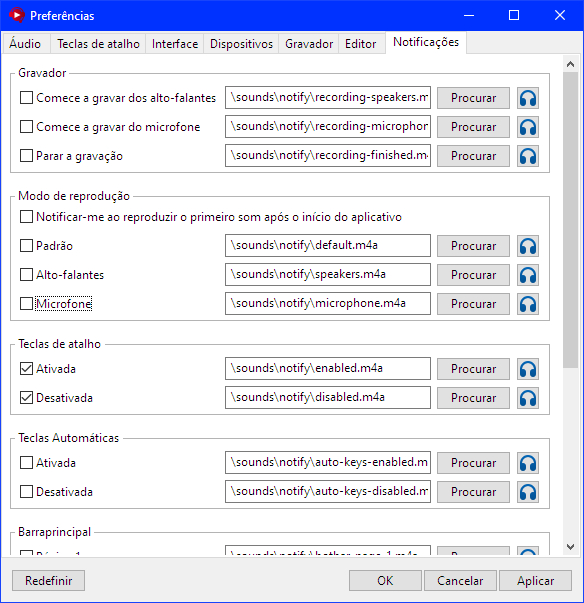 Preferências
Áudio Teclas de atalho Interface Dispositivos Gravador Editor Notificações
Gravador
Comece a gravar dos alto-falantes \sounds\notify\recording-speakers.m Procurar
Comece a gravar do microfone \sounds\notify\recording-microphon Procurar
Parar a gravação \sounds\notify\recording-finished.m4 Procurar
Modo de reprodução
Notificar-me ao reproduzir o primeiro som após o início do aplicativo
Padrão \sounds\notify\default.m4a Procurar
Alto-falantes \sounds\notify\speakers.m4a Procurar
Microfone \sounds\notify\microphone.m4a Procurar
Teclas de atalho
Ativada \sounds\notify\enabled.m4a Procurar
Desativada \sounds\notify\disabled.m4a Procurar
Teclas Automáticas
Ativada \sounds\notify\auto-keys-enabled.m Procurar
Desativada \sounds\notify\auto-keys-disabled.m Procurar
Barraprincipal
Redefinir OK Cancelar Aplicar